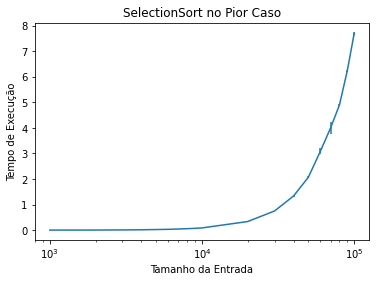 SelectionSort no Pior Caso
Tempo de Execução
8
7
6
5
4
3
2
1
0
10³ 10⁴ 10⁵
Tamanho da Entrada